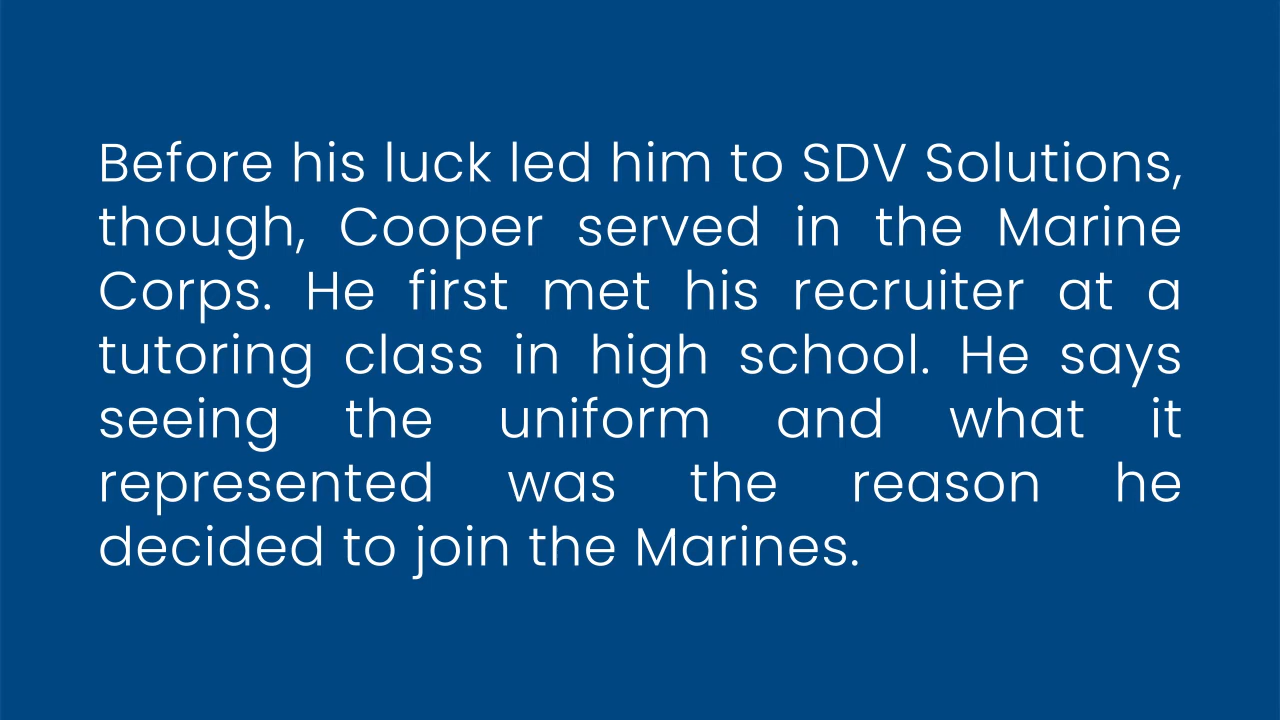 Before his luck led him to SDV Solutions,
though, Cooper served in the Marine
Corps. He first met his recruiter at a
tutoring class in high school. He says
seeing the uniform and what it
represented was the reason he
decided to join the Marines.